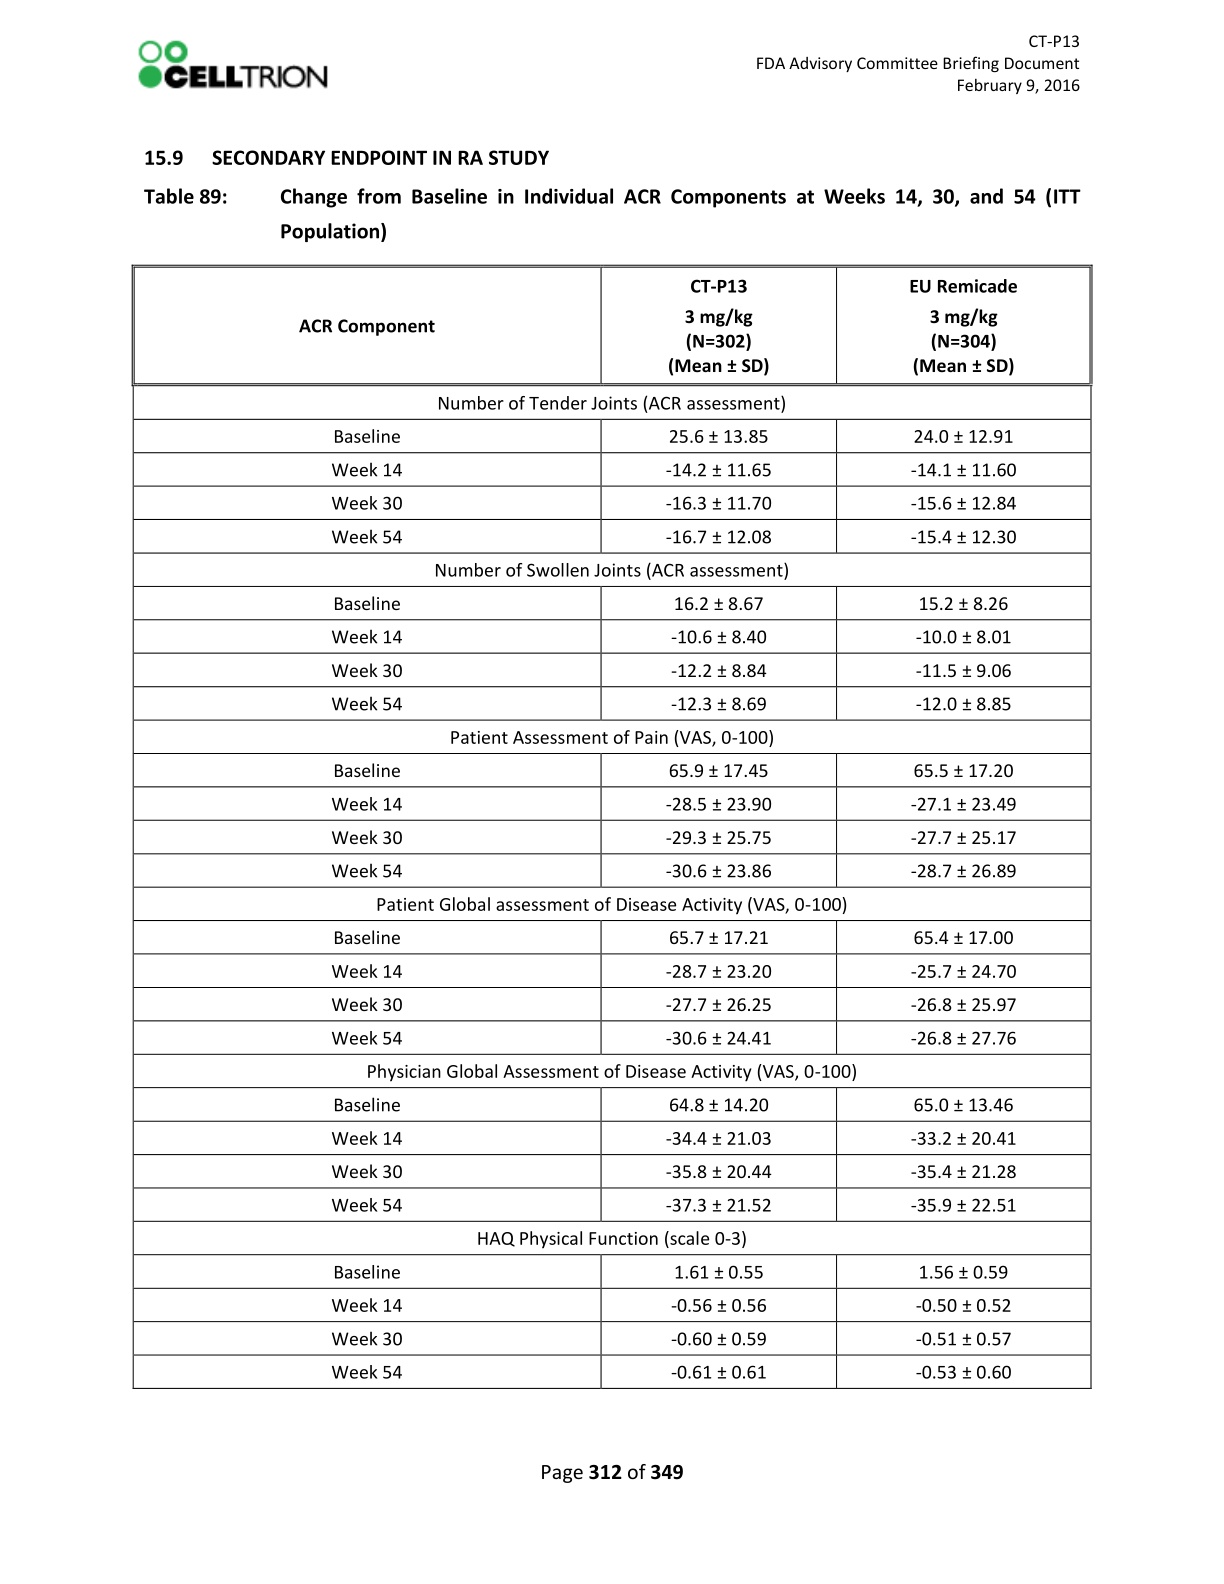 CELLTRION
CT-P13
FDA Advisory Committee Briefing Document
February 9, 2016
15.9 SECONDARY ENDPOINT IN RA STUDY
Table 89: Change from Baseline in Individual ACR Components at Weeks 14, 30, and 54 (ITT
Population)
ACR Component
CT-P13
3 mg/kg
(N=302)
(Mean ± SD)
EU Remicade
3 mg/kg
(N=304)
(Mean ± SD)
Number of Tender Joints (ACR assessment)
Baseline 25.6 ± 13.85 24.0 ± 12.91
Week 14 -14.2 ± 11.65 -14.1 ± 11.60
Week 30 -16.3 ± 11.70 -15.6 ± 12.84
Week 54 -16.7 ± 12.08 -15.4 ± 12.30
Number of Swollen Joints (ACR assessment)
Baseline 16.2 ± 8.67 15.2 ± 8.26
Week 14 -10.6 ± 8.40 -10.0 ± 8.01
Week 30 -12.2 ± 8.84 -11.5 ± 9.06
Week 54 -12.3 ± 8.69 -12.0 ± 8.85
Patient Assessment of Pain (VAS, 0-100)
Baseline 65.9 ± 17.45 65.5 ± 17.20
Week 14 -28.5 ± 23.90 -27.1 ± 23.49
Week 30 -29.3 ± 25.75 -27.7 ± 25.17
Week 54 -30.6 ± 23.86 -28.7 ± 26.89
Patient Global assessment of Disease Activity (VAS, 0-100)
Baseline 65.7 ± 17.21 65.4 ± 17.00
Week 14 -28.7 ± 23.20 -25.7 ± 24.70
Week 30 -27.7 ± 26.25 -26.8 ± 25.97
Week 54 -30.6 ± 24.41 -26.8 ± 27.76
Physician Global Assessment of Disease Activity (VAS, 0-100)
Baseline 64.8 ± 14.20 65.0 ± 13.46
Week 14 -34.4 ± 21.03 -33.2 ± 20.41
Week 30 -35.8 ± 20.44 -35.4 ± 21.28
Week 54 -37.3 ± 21.52 -35.9 ± 22.51
HAQ Physical Function (scale 0-3)
Baseline 1.61 ± 0.55 1.56 ± 0.59
Week 14 -0.56 ± 0.56 -0.50 ± 0.52
Week 30 -0.60 ± 0.59 -0.51 ± 0.57
Week 54 -0.61 ± 0.61 -0.53 ± 0.60
Page 312 of 349